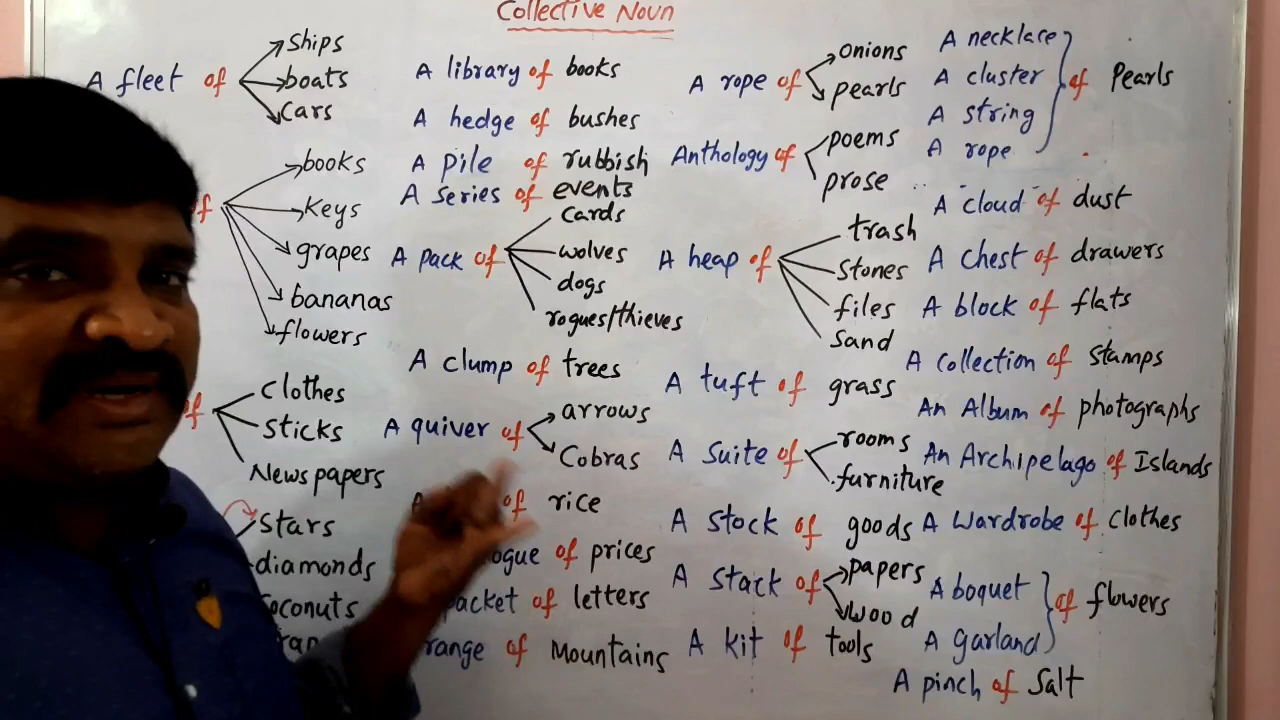 Collective Noun
A fleet of ships
boats
Cars
of books
keys
grapes
bananas
flowers
of Clothes
sticks
News papers
stars
diamonds
A library of books
A hedge of bushes
A pile of rubbish
A series of events
A pack of cards
wolves
dogs
rogues/thieves
A clump of trees
A quiver of arrows
Cobras
of rice
of prices
packet of letters
range of Mountains
A rope of onions
pearls
Anthology of poems
prose
A heap of trash
Stones
files
Sand
A tuft of grass
A Suite of rooms
furniture
A stock of goods
A stack of papers
wood
A kit of tools
A necklace
A cluster
A string
A rope
of Pearls
A cloud of dust
A chest of drawers
A block of flats
A collection of stamps
An Album of photographs
An Archipelago of Islands
A Wardrobe of Clothes
A boquet
A garland
of flowers
A pinch of Salt